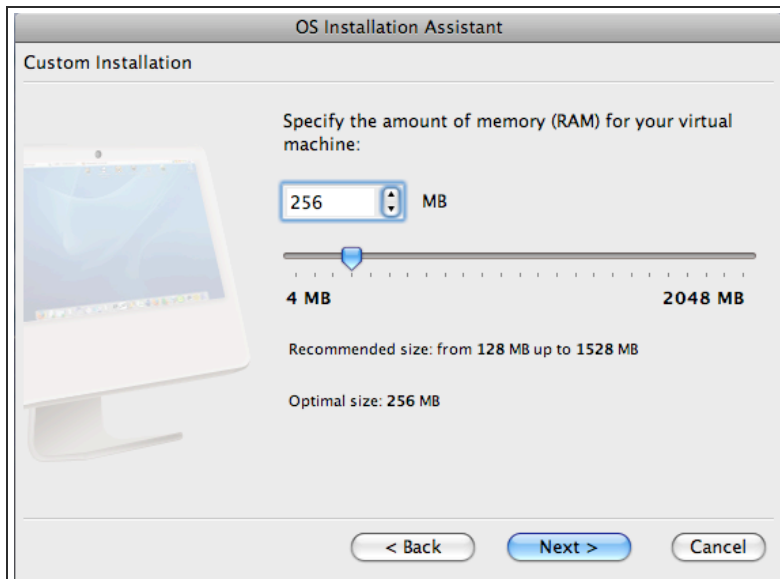 OS Installation Assistant
Custom Installation
Specify the amount of memory (RAM) for your virtual
machine:
256 MB
4 MB 2048 MB
Recommended size: from 128 MB up to 1528 MB
Optimal size: 256 MB
< Back Next > Cancel